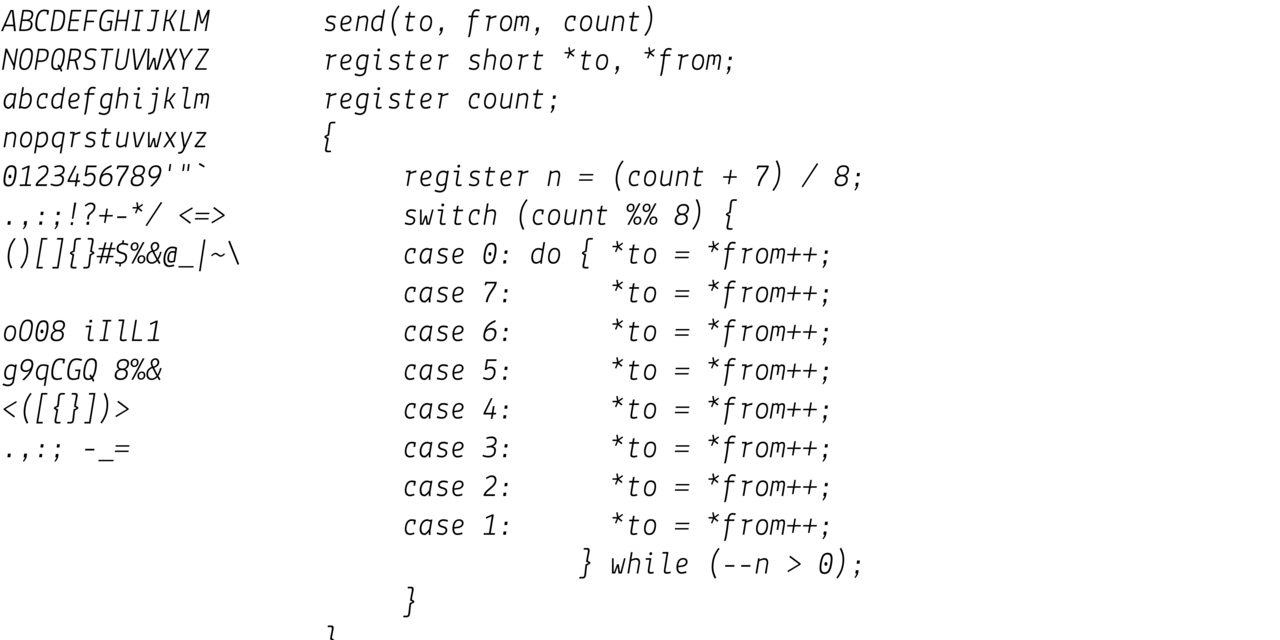 ABCDEFGHIJKLM
NOPQRSTUVWXYZ
abcdefghijklm
nopqrstuvwxyz
0123456789'"`
.,:;!?+-*/ <=>
()[]{}#$%&@_|~\
oO08 iIlL1
g9qCGQ 8%&
<([{}])>
.,:; -_=
send(to, from, count)
register short *to, *from;
register count;
{
register n = (count + 7) / 8;
switch (count %% 8) {
case 0: do { *to = *from++;
case 7: *to = *from++;
case 6: *to = *from++;
case 5: *to = *from++;
case 4: *to = *from++;
case 3: *to = *from++;
case 2: *to = *from++;
case 1: *to = *from++;
} while (--n > 0);
}
}